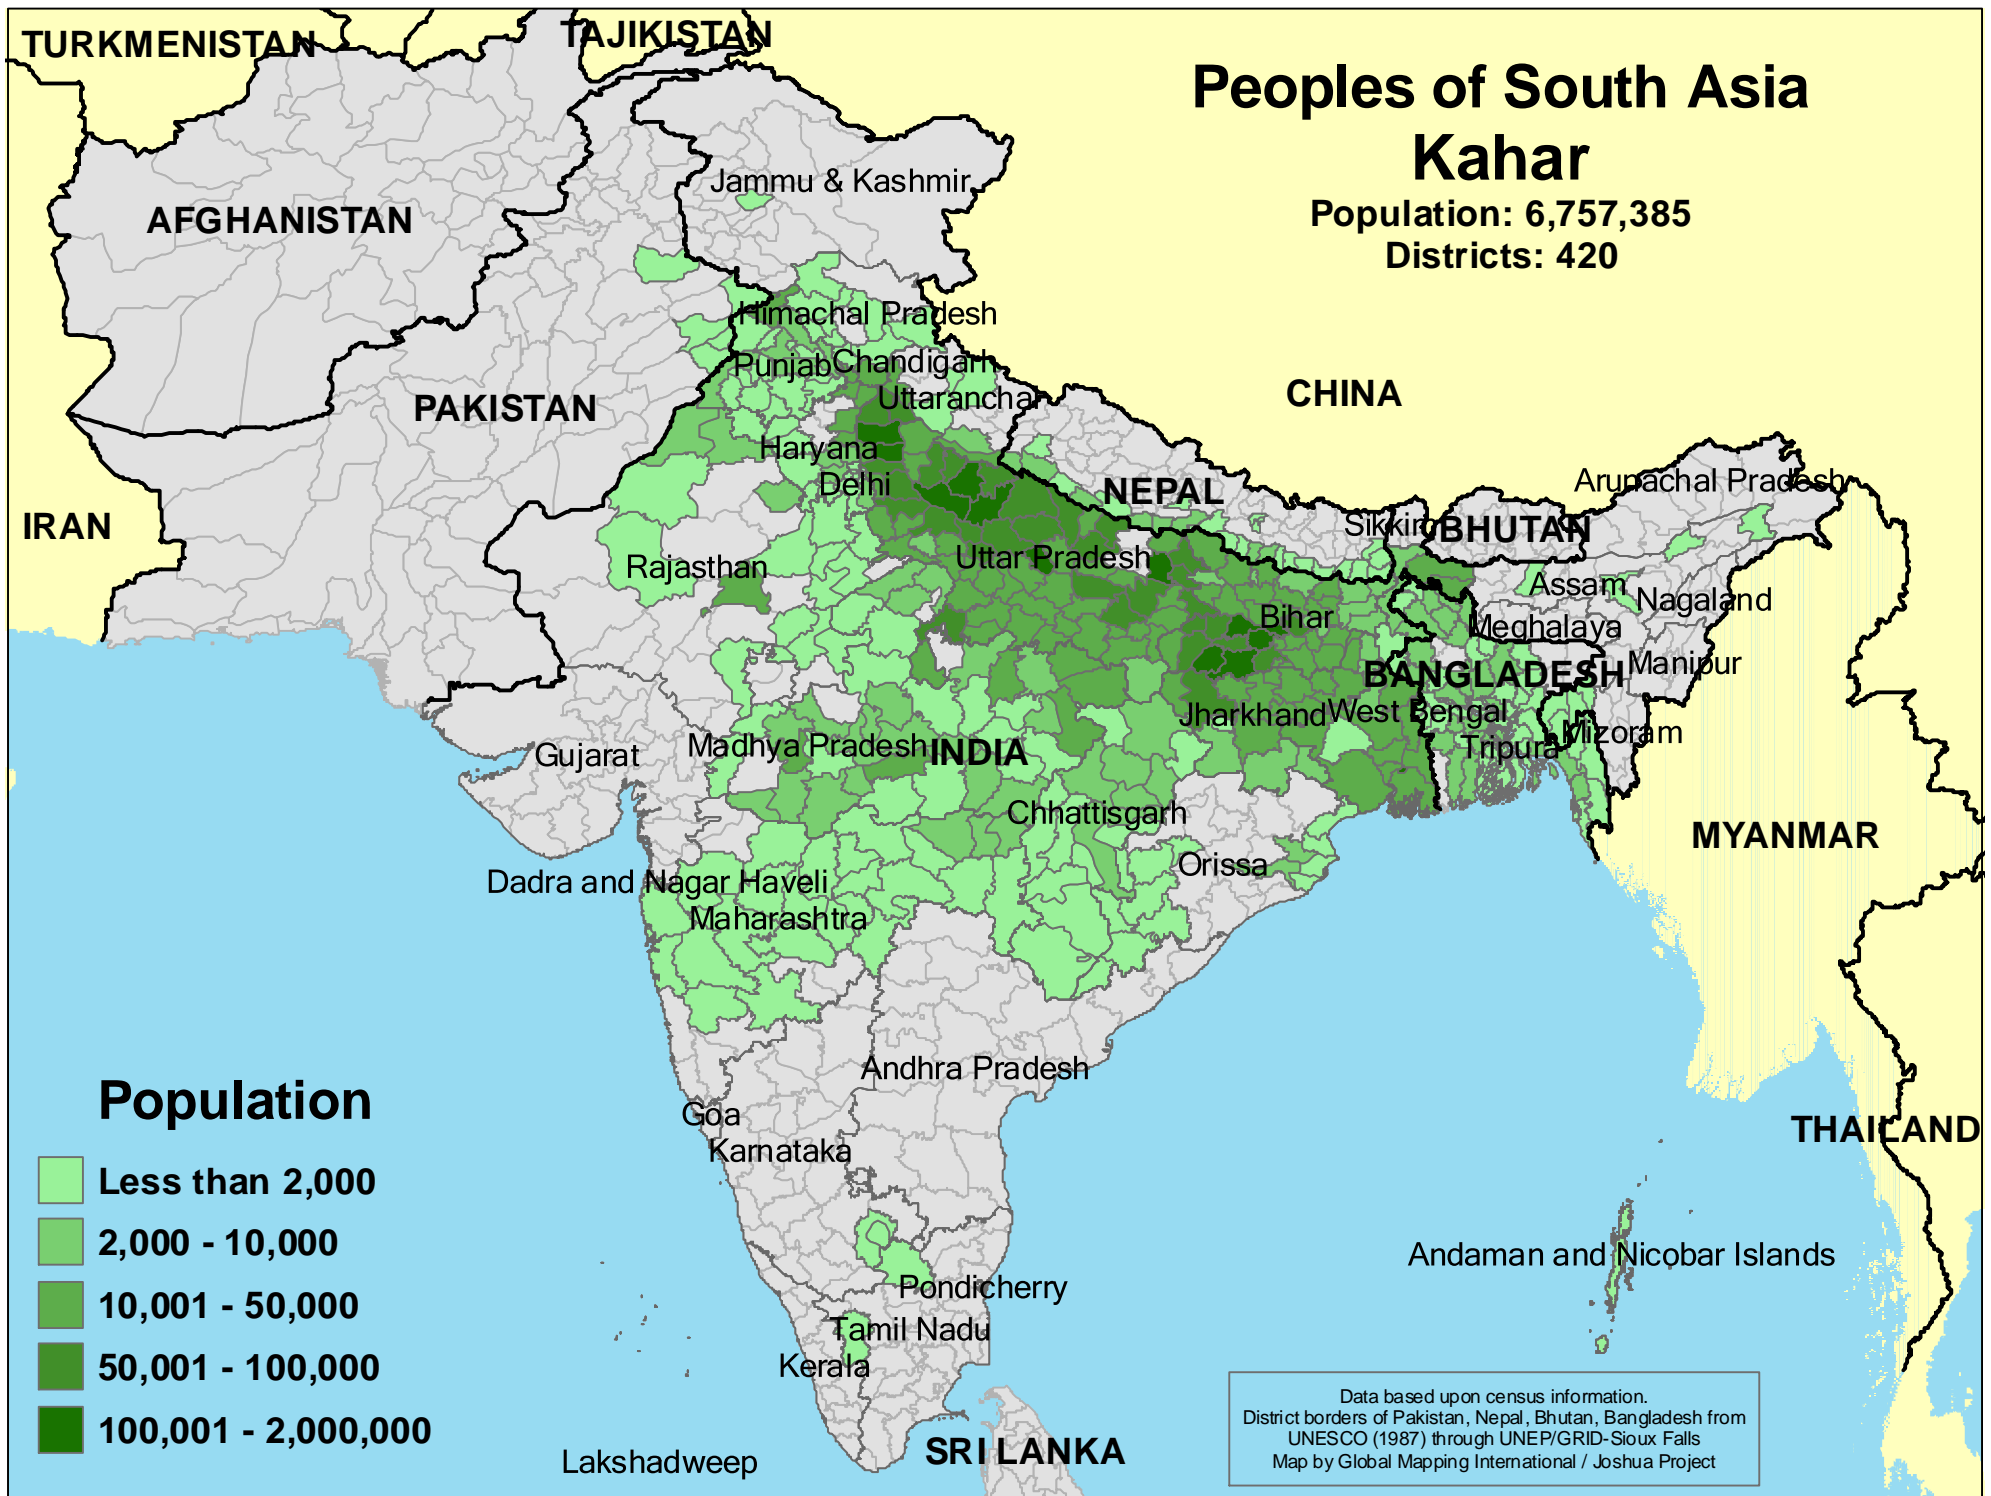 TURKMENISTAN
TAJIKISTAN
Peoples of South Asia
Kahar
Population: 6,757,385
Districts: 420
Jammu & Kashmir
AFGHANISTAN
Himachal Pradesh
Punjab
Chandigarh
Uttaranchal
CHINA
PAKISTAN
Haryana
Delhi
NEPAL
Arunachal Pradesh
IRAN
Sikkim
BHUTAN
Rajasthan
Uttar Pradesh
Assam
Nagaland
Bihar
Meghalaya
BANGLADESH
Manipur
Jharkhand
West Bengal
Mizoram
Tripura
Gujarat
Madhya Pradesh
INDIA
Chhattisgarh
MYANMAR
Orissa
Dadra and Nagar Haveli
Maharashtra
Andhra Pradesh
Goa
Karnataka
THAILAND
Population
Less than 2,000
2,000 - 10,000
10,001 - 50,000
50,001 - 100,000
100,001 - 2,000,000
Andaman and Nicobar Islands
Pondicherry
Tamil Nadu
Kerala
Lakshadweep
SRI LANKA
Data based upon census information.
District borders of Pakistan, Nepal, Bhutan, Bangladesh from
UNESCO (1987) through UNEP/GRID-Sioux Falls
Map by Global Mapping International / Joshua Project